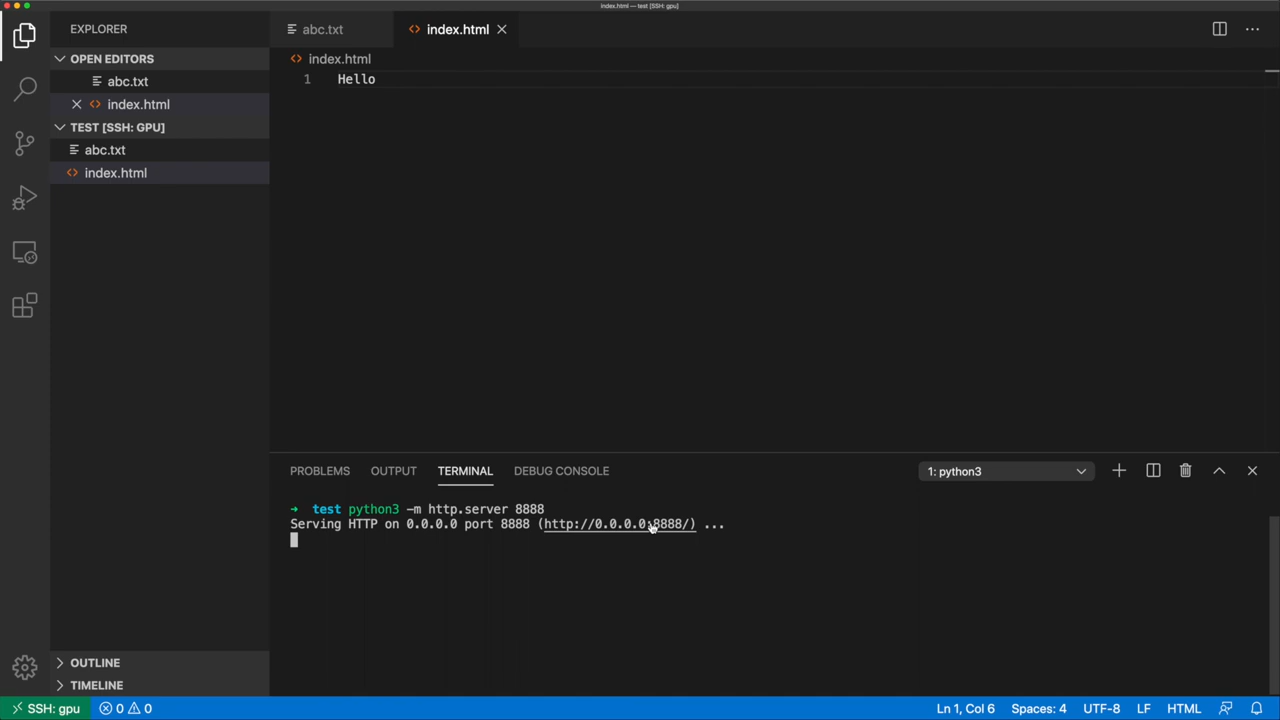 index.html — test [SSH: gpu]
EXPLORER
OPEN EDITORS
abc.txt
index.html
TEST [SSH: GPU]
abc.txt
index.html
OUTLINE
TIMELINE
abc.txt
index.html
index.html
1 Hello
PROBLEMS OUTPUT TERMINAL DEBUG CONSOLE
1: python3
→ test python3 -m http.server 8888
Serving HTTP on 0.0.0.0 port 8888 (http://0.0.0.0:8888/) ...
SSH: gpu 0 0
Ln 1, Col 6 Spaces: 4 UTF-8 LF HTML